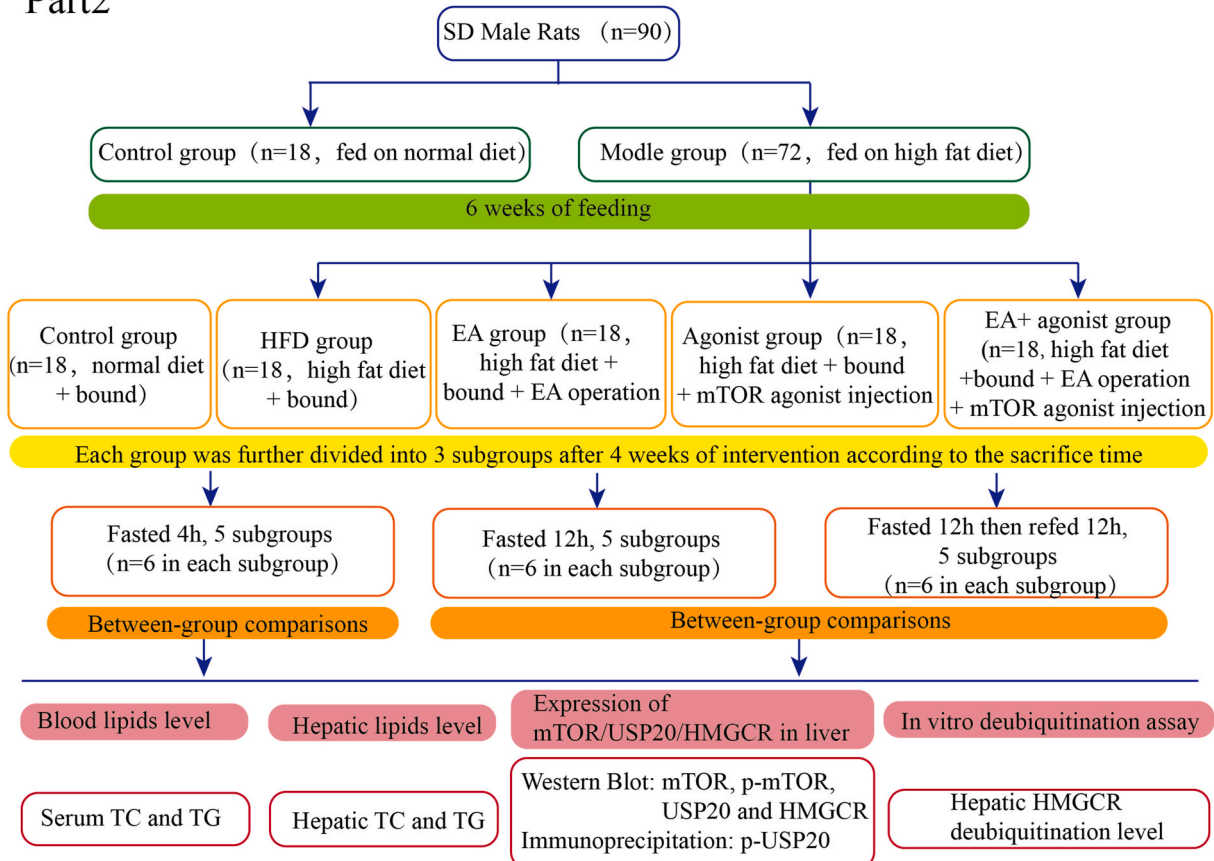 Part2
SD Male Rats （n=90）
Control group（n=18，fed on normal diet）
Modle group（n=72，fed on high fat diet）
6 weeks of feeding
Control group
（n=18，normal diet
+ bound）
HFD group
（n=18，high fat diet
+ bound）
EA group（n=18,
high fat diet +
bound + EA operation
Agonist group（n=18,
high fat diet + bound
+ mTOR agonist injection
EA+ agonist group
（n=18, high fat diet
+bound + EA operation
+ mTOR agonist injection
Each group was further divided into 3 subgroups after 4 weeks of intervention according to the sacrifice time
Fasted 4h, 5 subgroups
（n=6 in each subgroup）
Fasted 12h, 5 subgroups
（n=6 in each subgroup）
Fasted 12h then refed 12h,
5 subgroups
（n=6 in each subgroup）
Between-group comparisons
Between-group comparisons
Blood lipids level
Hepatic lipids level
Expression of
mTOR/USP20/HMGCR in liver
In vitro deubiquitination assay
Serum TC and TG
Hepatic TC and TG
Western Blot: mTOR, p-mTOR,
USP20 and HMGCR
Immunoprecipitation: p-USP20
Hepatic HMGCR
deubiquitination level